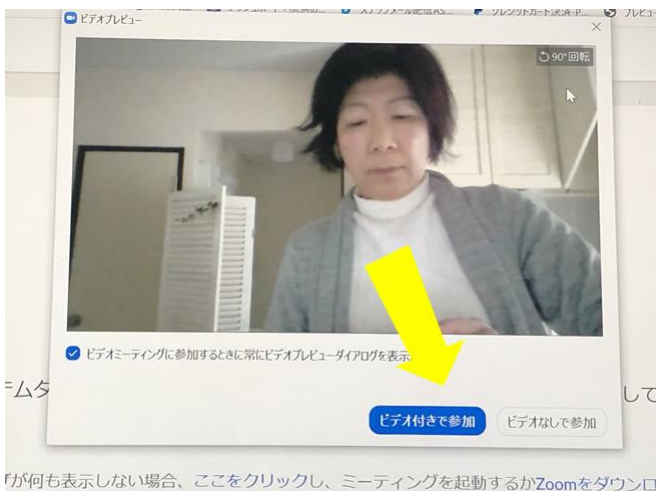 ビデオプレビュー
90°回転
ビデオミーティングに参加するときに常にビデオプレビューダイアログを表示
ビデオ付きで参加
ビデオなしで参加
が何も表示しない場合、ここをクリックし、ミーティングを起動するかZoomをダウンロ